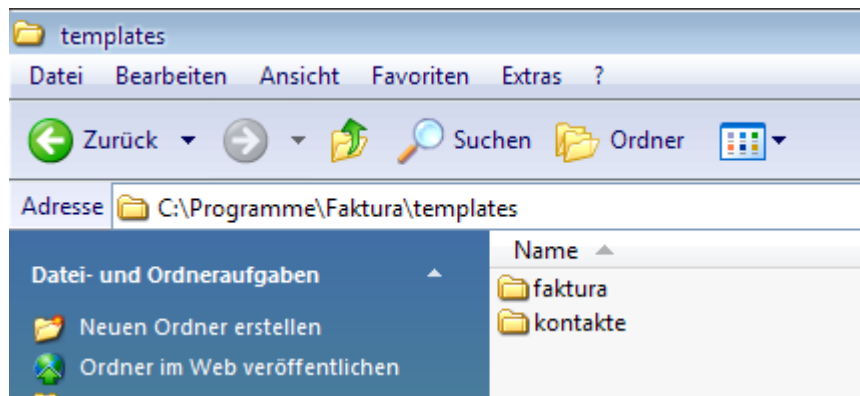 templates
Datei Bearbeiten Ansicht Favoriten Extras ?
Zurück Suchen Ordner
Adresse C:\Programme\Faktura\templates
Name
Datei- und Ordneraufgaben
faktura
Neuen Ordner erstellen
kontakte
Ordner im Web veröffentlichen